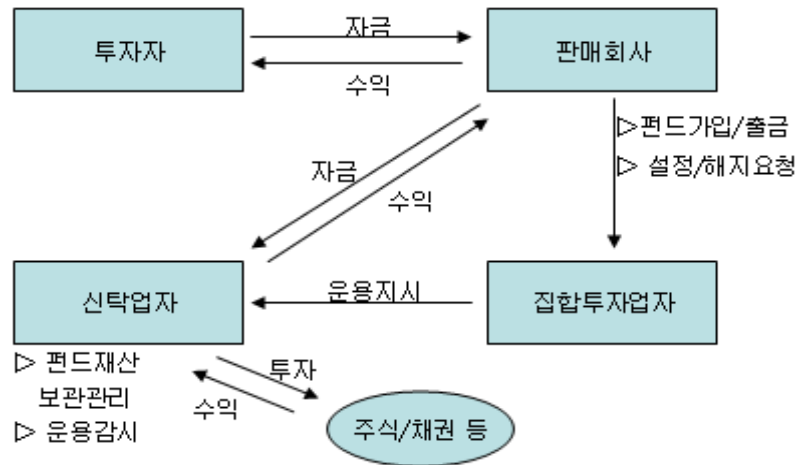 자금
투자자
판매회사
수익
▷펀드가입/출금
▷ 설정/해지요청
자금
수익
신탁업자
운용지시
집합투자업자
▷ 펀드재산
보관관리
▷ 운용감시
투자
수익
주식/채권 등